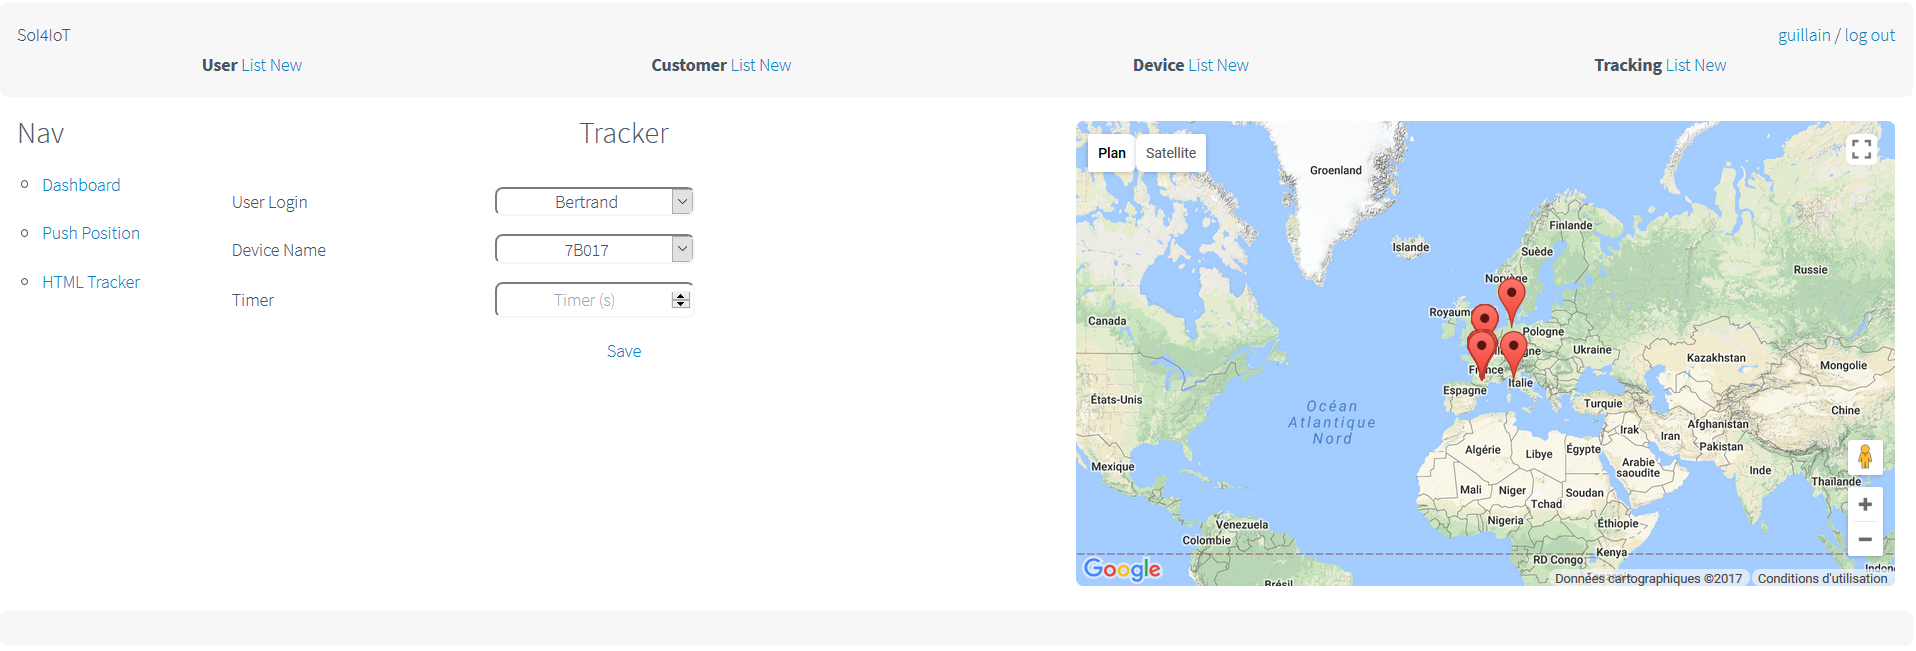 Sol4IoT
guillain / log out
User List New
Customer List New
Device List New
Tracking List New
Nav
Dashboard
Push Position
HTML Tracker
Tracker
User Login
Bertrand
Device Name
7B017
Timer
Timer (s)
Save
Plan
Satellite
Groenland
Islande
Finlande
Suède
Norvège
Russie
Royaum
Canada
Pologne
Ukraine
Kazakhstan
Mongolie
France
Italie
Espagne
États-Unis
Océan
Atlantique
Nord
Turquie
Chine
Afghanistan
Irak
Iran
Pakistan
Algérie
Libye
Égypte
Arabie
saoudite
Inde
Thaïlande
Mexique
Mali
Niger
Tchad
Soudan
Nigeria
Éthiopie
Venezuela
Colombie
Kenya
RD Congo
Indon
Brésil
Google
Données cartographiques ©2017
Conditions d'utilisation